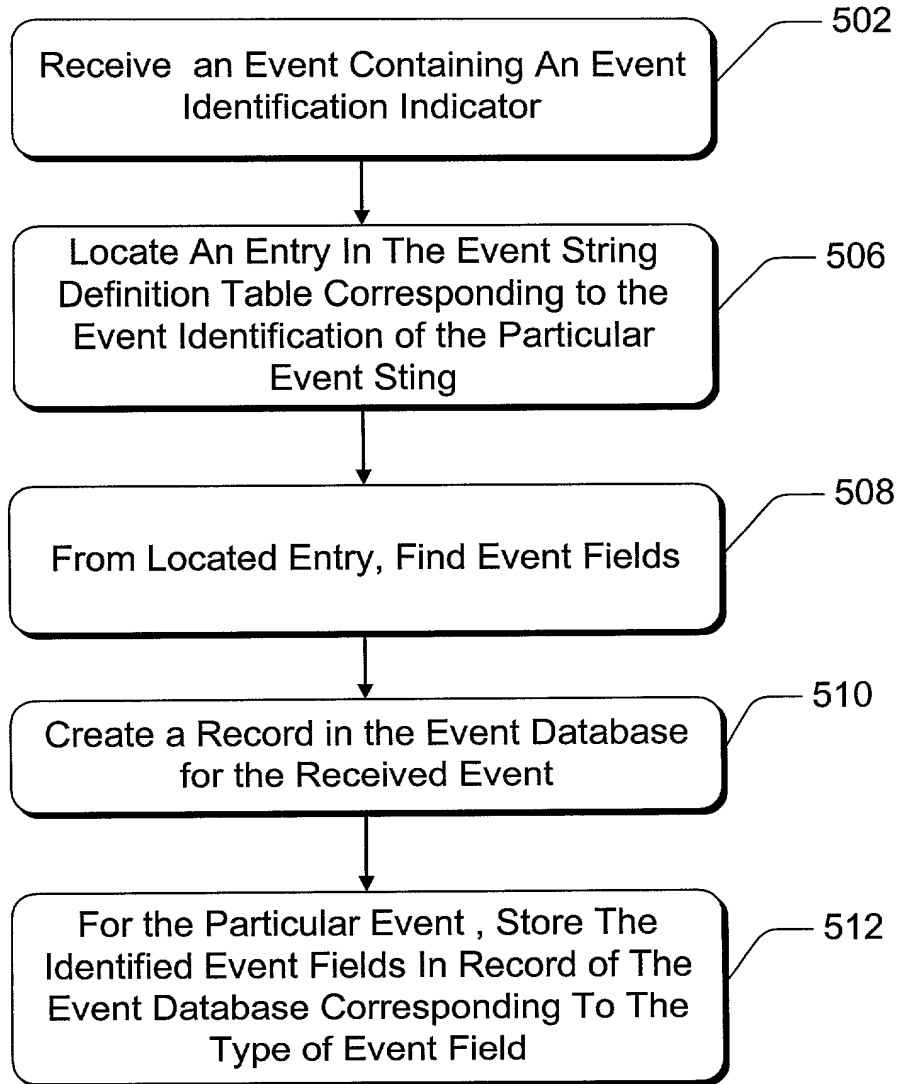 Receive an Event Containing An Event
Identification Indicator
502
Locate An Entry In The Event String
Definition Table Corresponding to the
Event Identification of the Particular
Event Sting
506
From Located Entry, Find Event Fields
508
Create a Record in the Event Database
for the Received Event
510
For the Particular Event , Store The
Identified Event Fields In Record of The
Event Database Corresponding To The
Type of Event Field
512